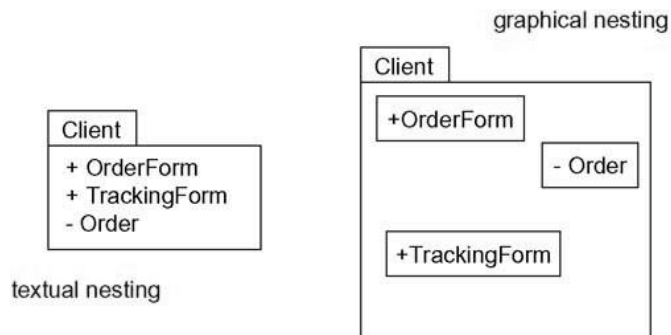 graphical nesting
Client
+ OrderForm
+ TrackingForm
- Order
textual nesting
Client
+OrderForm
- Order
+TrackingForm